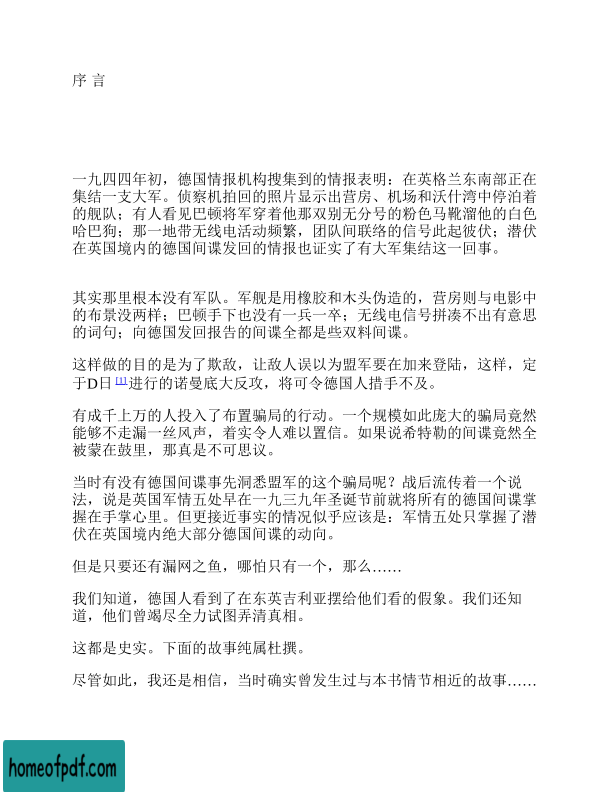 序 言
一九四四年初，德国情报机构搜集到的情报表明：在英格兰东南部正在
集结一支大军。侦察机拍回的照片显示出营房、机场和沃什湾中停泊着
的舰队；有人看见巴顿将军穿着他那双别无分号的粉色马靴溜他的白色
哈巴狗；那一地带无线电活动频繁，团队间联络的信号此起彼伏；潜伏
在英国境内的德国间谍发回的情报也证实了有大军集结这一回事。
其实那里根本没有军队。军舰是用橡胶和木头伪造的，营房则与电影中
的布景没两样；巴顿手下也没有一兵一卒；无线电信号拼凑不出有意思
的词句；向德国发回报告的间谍全都是些双料间谍。
这样做的目的是为了欺敌，让敌人误以为盟军要在加来登陆，这样，定
于D日 [1]进行的诺曼底大反攻，将可令德国人措手不及。
有成千上万的人投入了布置骗局的行动。一个规模如此庞大的骗局竟然
能够不走漏一丝风声，着实令人难以置信。如果说希特勒的间谍竟然全
被蒙在鼓里，那真是不可思议。
当时有没有德国间谍事先洞悉盟军的这个骗局呢？战后流传着一个说
法，说是英国军情五处早在一九三九年圣诞节前就将所有的德国间谍掌
握在手掌心里。但更接近事实的情况似乎应该是：军情五处只掌握了潜
伏在英国境内绝大部分德国间谍的动向。
但是只要还有漏网之鱼，哪怕只有一个，那么……
我们知道，德国人看到了在东英吉利亚摆给他们看的假象。我们还知
道，他们曾竭尽全力试图弄清真相。
这都是史实。下面的故事纯属杜撰。
尽管如此，我还是相信，当时确实曾发生过与本书情节相近的故事……
homeofpdf.com